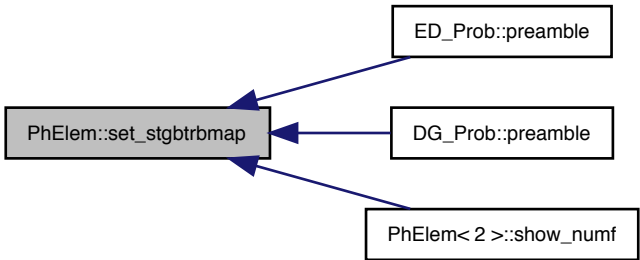 ED_Prob::preamble
PhElem::set_stgbtrbmap
DG_Prob::preamble
PhElem< 2 >::show_numf